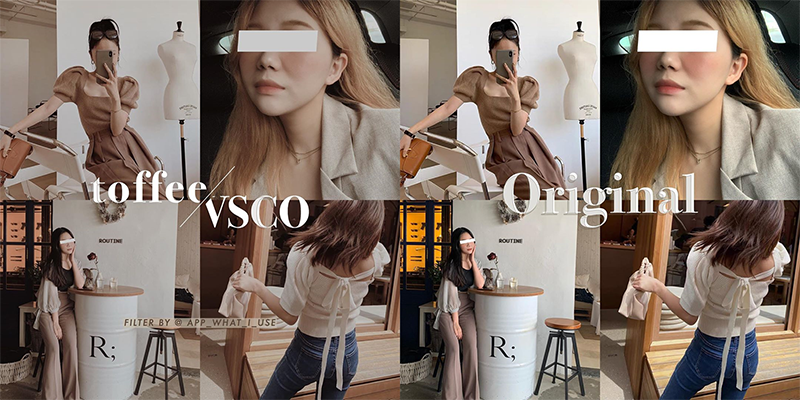 toffee
VSCO
Original
ROUTINE
ROUTINE
FILTER BY @ APP_WHAT_I_USE
R;
R;